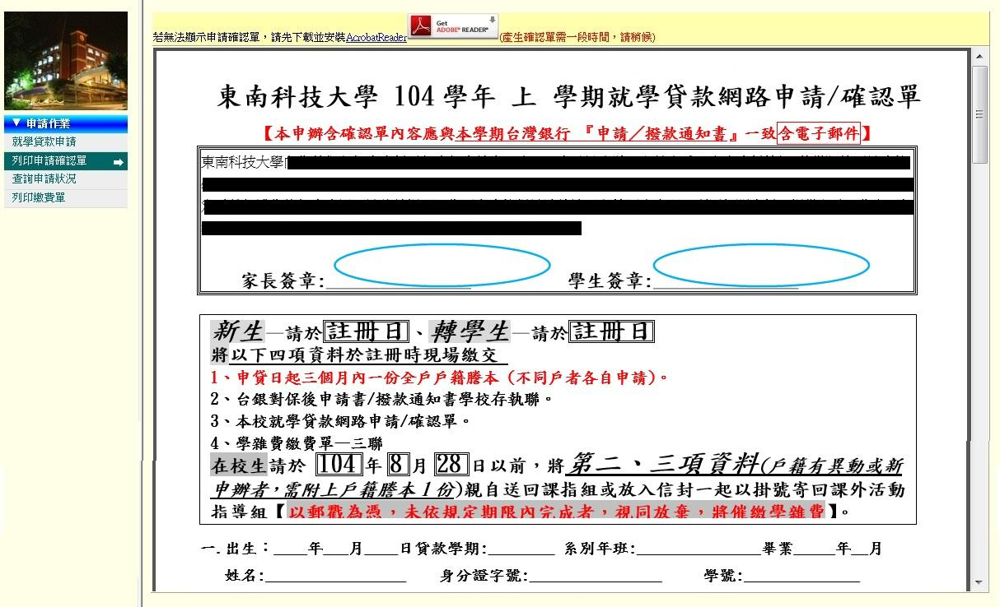 若無法顯示申請確認單，請先下載並安裝AcrobatReader Get ADOBE® READER® (產生確認單需一段時間，請稍候)
▼ 申請作業
就學貸款申請
列印申請確認單
查詢申請狀況
列印繳費單
東南科技大學 104 學年 上 學期就學貸款網路申請/確認單
【本申辦含確認單內容應與本學期台灣銀行 『申請／撥款通知書』一致含電子郵件】
東南科技大學
家長簽章:
學生簽章:
新生—請於註冊日、轉學生—請於註冊日
將以下四項資料於註冊時現場繳交
1、申貸日起三個月內一份全戶戶籍謄本 (不同戶者各自申請)。
2、台銀對保後申請書/撥款通知書學校存執聯。
3、本校就學貸款網路申請/確認單。
4、學雜費繳費單—三聯
在校生請於 104 年 8 月 28 日以前，將第二、三項資料(戶籍有異動或新
申辦者，需附上戶籍謄本1份)親自送回課指組或放入信封一起以掛號寄回課外活動
指導組【以郵戳為憑，未依規定期限內完成者，視同放棄，將催繳學雜費】。
一.出生：____年___月____日貸款學期:________ 系別年班:_______________畢業_____年__月
姓名:_________________ 身分證字號:________________ 學號:______________